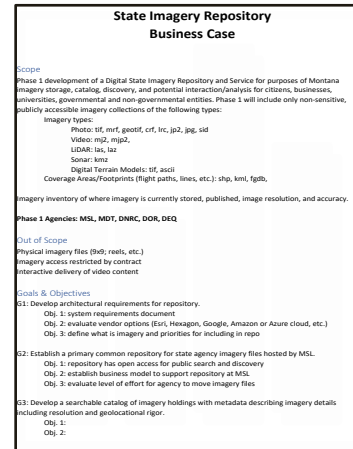 State Imagery Repository
Business Case
Scope
Phase 1 development of a Digital State Imagery Repository and Service for purposes of Montana
imagery storage, catalog, discovery, and potential interaction/analysis for citizens, businesses,
universities, governmental and non-governmental entities. Phase 1 will include only non-sensitive,
publicly accessible imagery collections of the following types:
Imagery types:
Photo: tif, mrf, geotif, crf, lrc, jp2, jpg, sid
Video: mj2, mjp2,
LiDAR: las, laz
Sonar: kmz
Digital Terrain Models: tif, ascii
Coverage Areas/Footprints (flight paths, lines, etc.): shp, kml, fgdb,
Imagery inventory of where imagery is currently stored, published, image resolution, and accuracy.
Phase 1 Agencies: MSL, MDT, DNRC, DOR, DEQ
Out of Scope
Physical imagery files (9x9; reels, etc.)
Imagery access restricted by contract
Interactive delivery of video content
Goals & Objectives
G1: Develop architectural requirements for repository.
Obj. 1: system requirements document
Obj. 2: evaluate vendor options (Esri, Hexagon, Google, Amazon or Azure cloud, etc.)
Obj. 3: define what is imagery and priorities for including in repo
G2: Establish a primary common repository for state agency imagery files hosted by MSL.
Obj. 1: repository has open access for public search and discovery
Obj. 2: establish business model to support repository at MSL
Obj. 3: evaluate level of effort for agency to move imagery files
G3: Develop a searchable catalog of imagery holdings with metadata describing imagery details
including resolution and geolocational rigor.
Obj. 1:
Obj. 2: